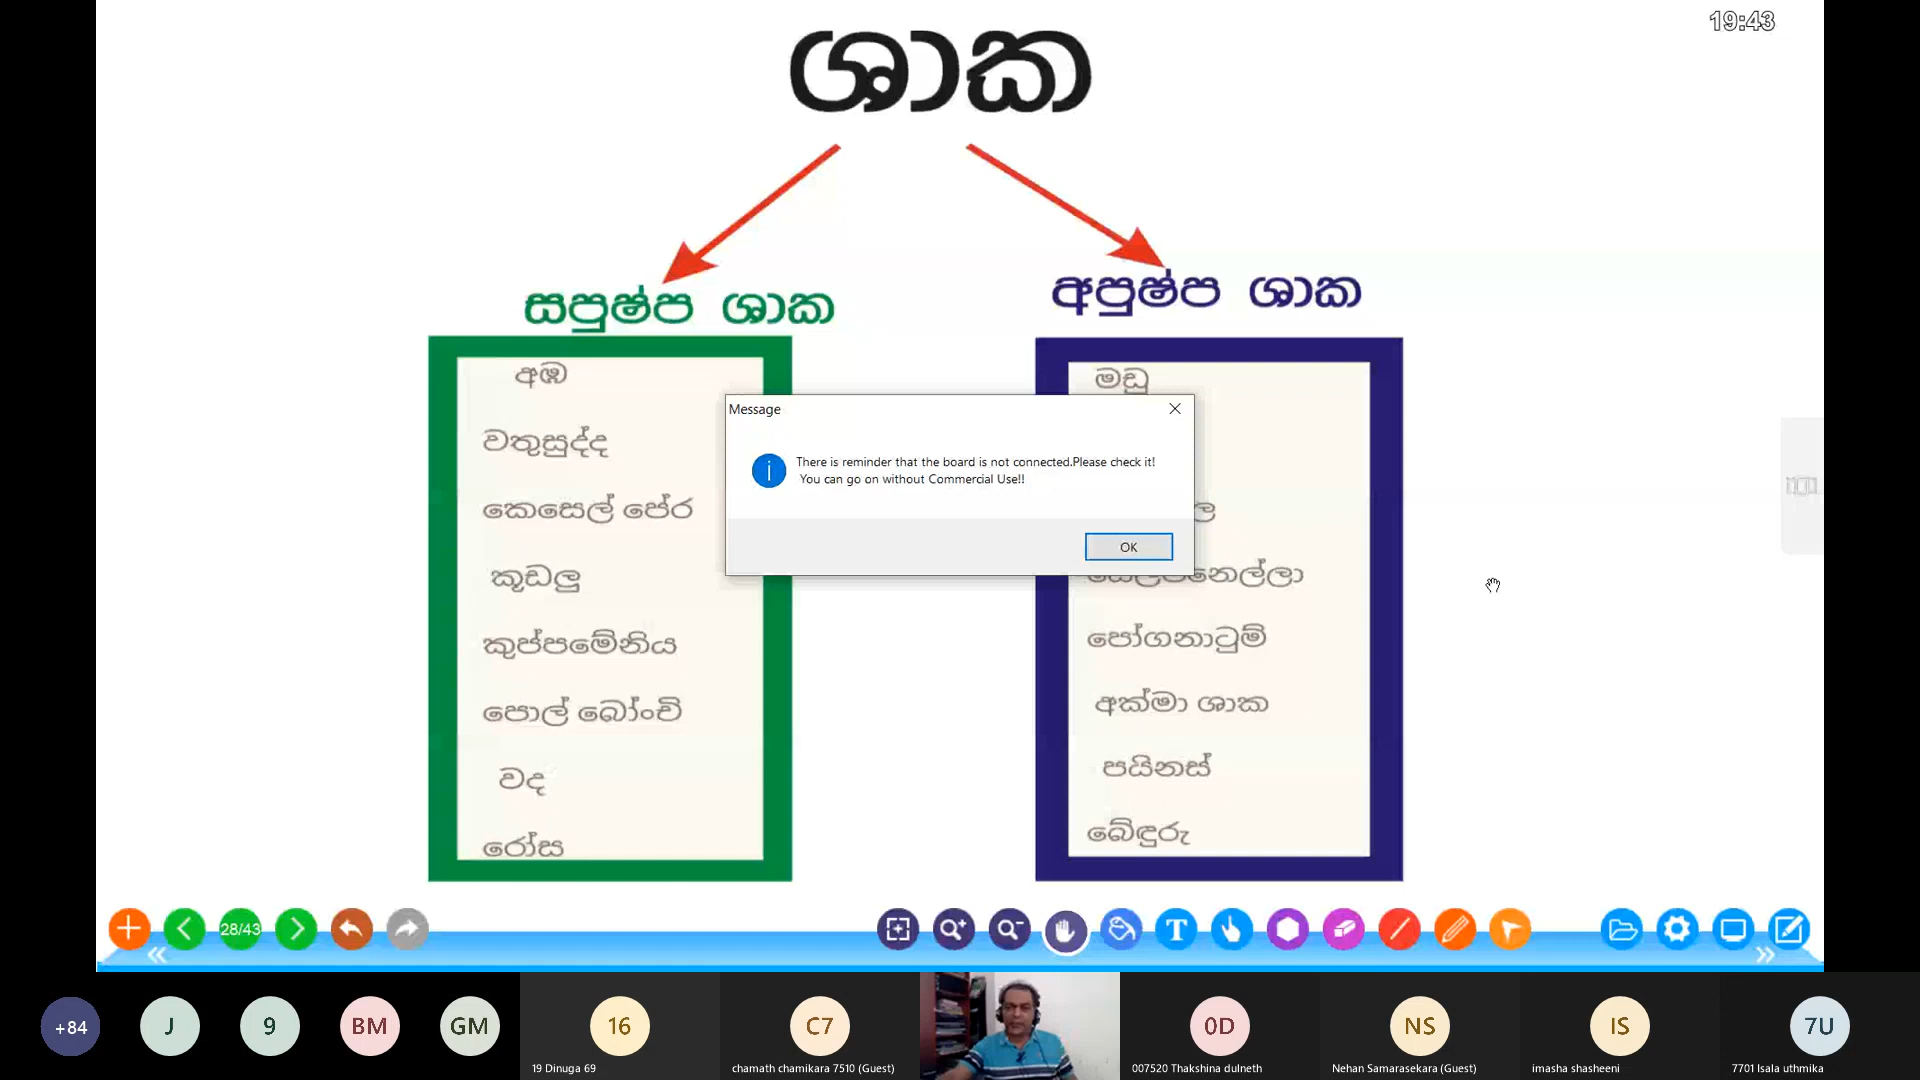 19:43
ශාක
සපුෂ්ප ශාක
අපුෂ්ප ශාක
අඹ
වතුසුද්ද
කෙසෙල් පේර
කූඩලු
කුප්පමේනිය
පොල් බෝංචි
වද
රෝස
මඩු
සෙල්පනෙල්ලා
පෝගනාටුම්
අක්මා ශාක
පයිනස්
බේඳුරු
Message
There is reminder that the board is not connected.Please check it!
You can go on without Commercial Use!!
OK
28/43
T
+84
J
9
BM
GM
16
C7
0D
NS
IS
7U
19 Dinuga 69
chamath chamikara 7510 (Guest)
007520 Thakshina dulneth
Nehan Samarasekara (Guest)
imasha shasheeni
7701 Isala uthmika